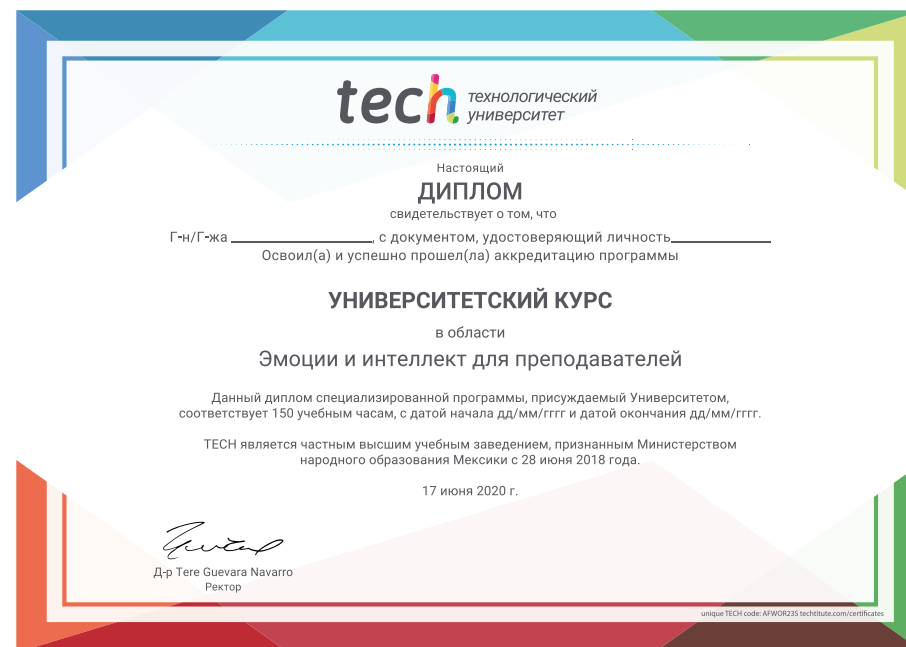 tech технологический
университет
Настоящий
ДИПЛОМ
свидетельствует о том, что
Г-н/Г-жа ________________, с документом, удостоверяющий личность____________
Освоил(а) и успешно прошел(ла) аккредитацию программы
УНИВЕРСИТЕТСКИЙ КУРС
в области
Эмоции и интеллект для преподавателей
Данный диплом специализированной программы, присуждаемый Университетом,
соответствует 150 учебным часам, с датой начала дд/мм/гггг и датой окончания дд/мм/гггг.
TECH является частным высшим учебным заведением, признанным Министерством
народного образования Мексики с 28 июня 2018 года.
17 июня 2020 г.
Д-р Tere Guevara Navarro
Ректор
unique TECH code: AFWOR23S techtitute.com/certificates